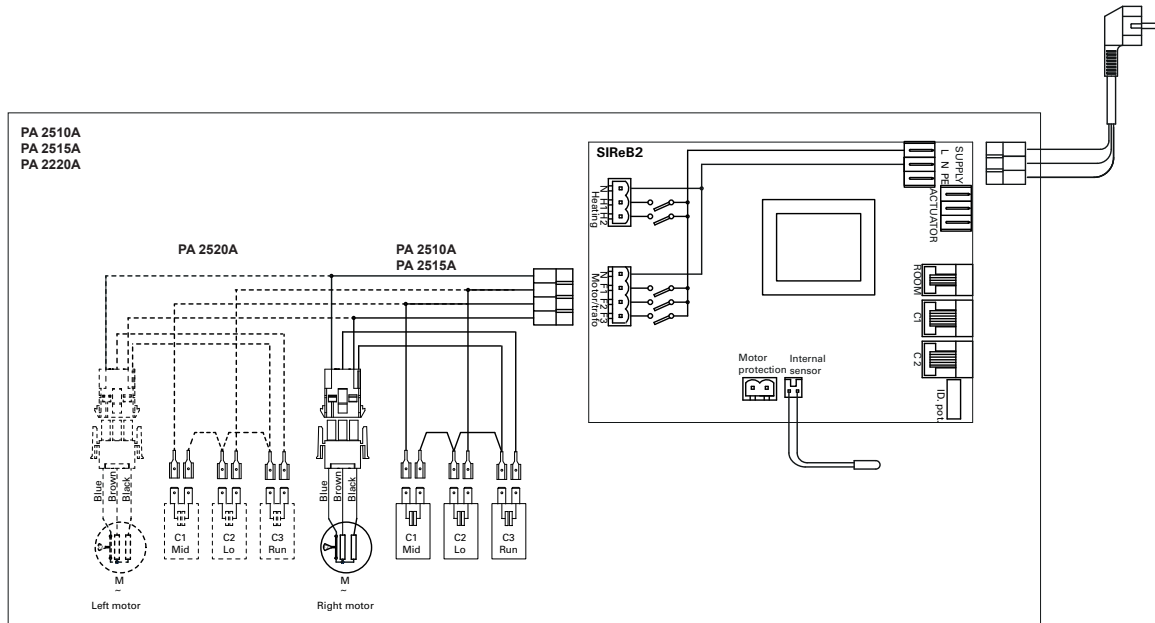 PA 2510A
PA 2515A
PA 2220A
SIReB2
L N PE
SUPPLY
ACTUATOR
N H1 H2
Heating
N F1 F2 F3
Motor/trafo
ROOM
C1
C 2
ID. pot.
Motor
protection
Internal
sensor
PA 2520A
PA 2510A
PA 2515A
Blue
Brown
Black
C1
Mid
C2
Lo
C3
Run
M
~
Left motor
Blue
Brown
Black
C1
Mid
C2
Lo
C3
Run
M
~
Right motor